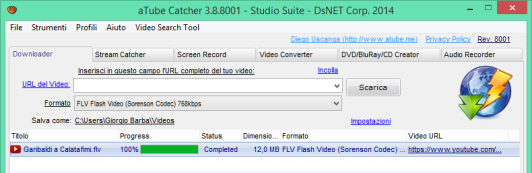 aTube Catcher 3.8.8001 - Studio Suite - DsNET Corp. 2014
File Strumenti Profili Aiuto Video Search Tool
Diego Uscanga (http://www.atube.me) Privacy Policy Rev. 8001
Downloader Stream Catcher Screen Record Video Converter DVD/BluRay/CD Creator Audio Recorder
Inserisci in questo campo l'URL completo del tuo video: Incolla
URL del Video: Scarica
Formato FLV Flash Video (Sorenson Codec) 768kbps
Salva come: C:\Users\Giorgio Barba\Videos Impostazioni
Titolo Progress Status Dimensio... Formato Video URL
Garibaldi a Calatafimi.flv 100% Completed 12,0 MB FLV Flash Video (Sorenson Codec) ... https://www.youtube.com/...